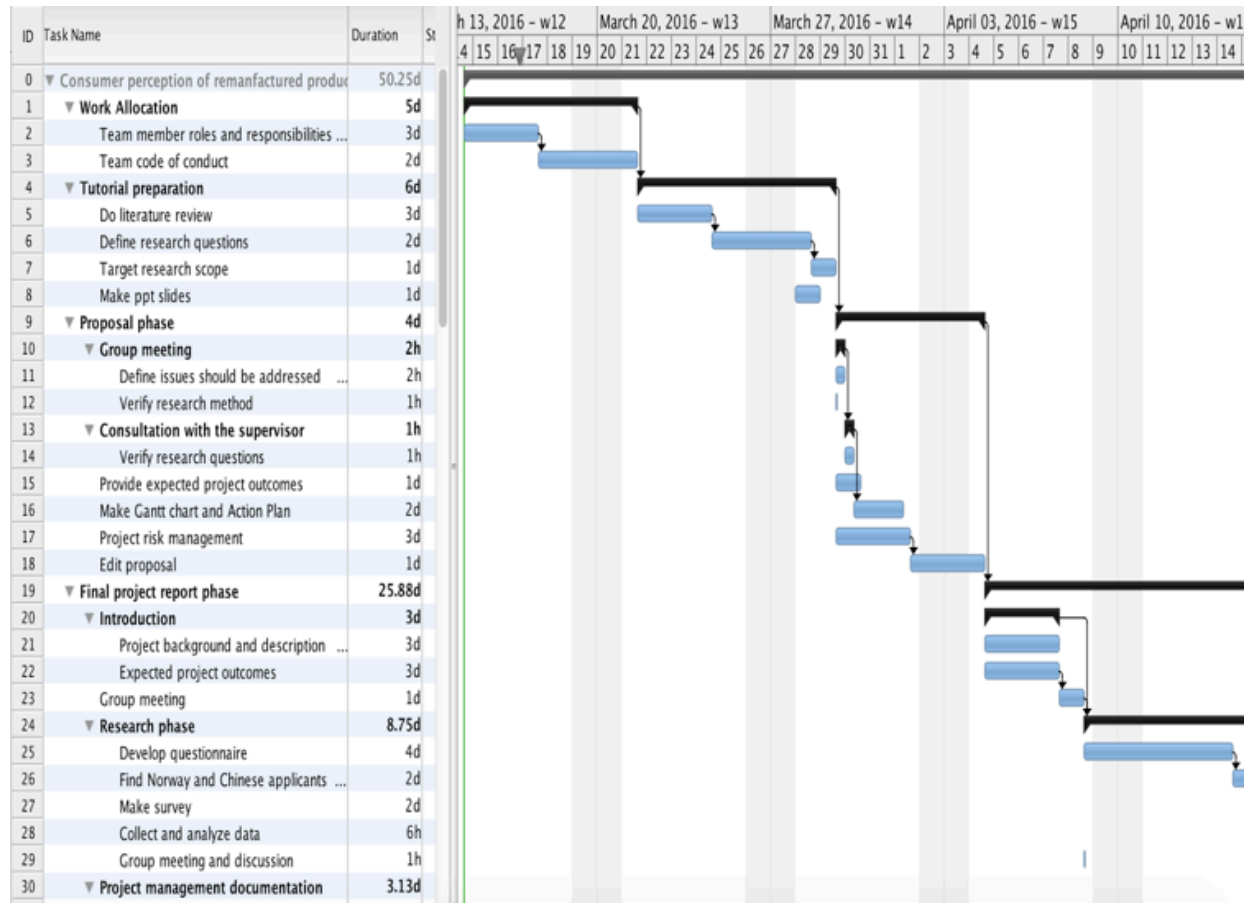 ID Task Name Duration St h 13, 2016 – w12 March 20, 2016 – w13 March 27, 2016 – w14 April 03, 2016 – w15 April 10, 2016 – w1
4 15 16 17 18 19 20 21 22 23 24 25 26 27 28 29 30 31 1 2 3 4 5 6 7 8 9 10 11 12 13 14
0 Consumer perception of remanfactured produc 50.25d
1 Work Allocation 5d
2 Team member roles and responsibilities ... 3d
3 Team code of conduct 2d
4 Tutorial preparation 6d
5 Do literature review 3d
6 Define research questions 2d
7 Target research scope 1d
8 Make ppt slides 1d
9 Proposal phase 4d
10 Group meeting 2h
11 Define issues should be addressed ... 2h
12 Verify research method 1h
13 Consultation with the supervisor 1h
14 Verify research questions 1h
15 Provide expected project outcomes 1d
16 Make Gantt chart and Action Plan 2d
17 Project risk management 3d
18 Edit proposal 1d
19 Final project report phase 25.88d
20 Introduction 3d
21 Project background and description ... 3d
22 Expected project outcomes 3d
23 Group meeting 1d
24 Research phase 8.75d
25 Develop questionnaire 4d
26 Find Norway and Chinese applicants ... 2d
27 Make survey 2d
28 Collect and analyze data 6h
29 Group meeting and discussion 1h
30 Project management documentation 3.13d